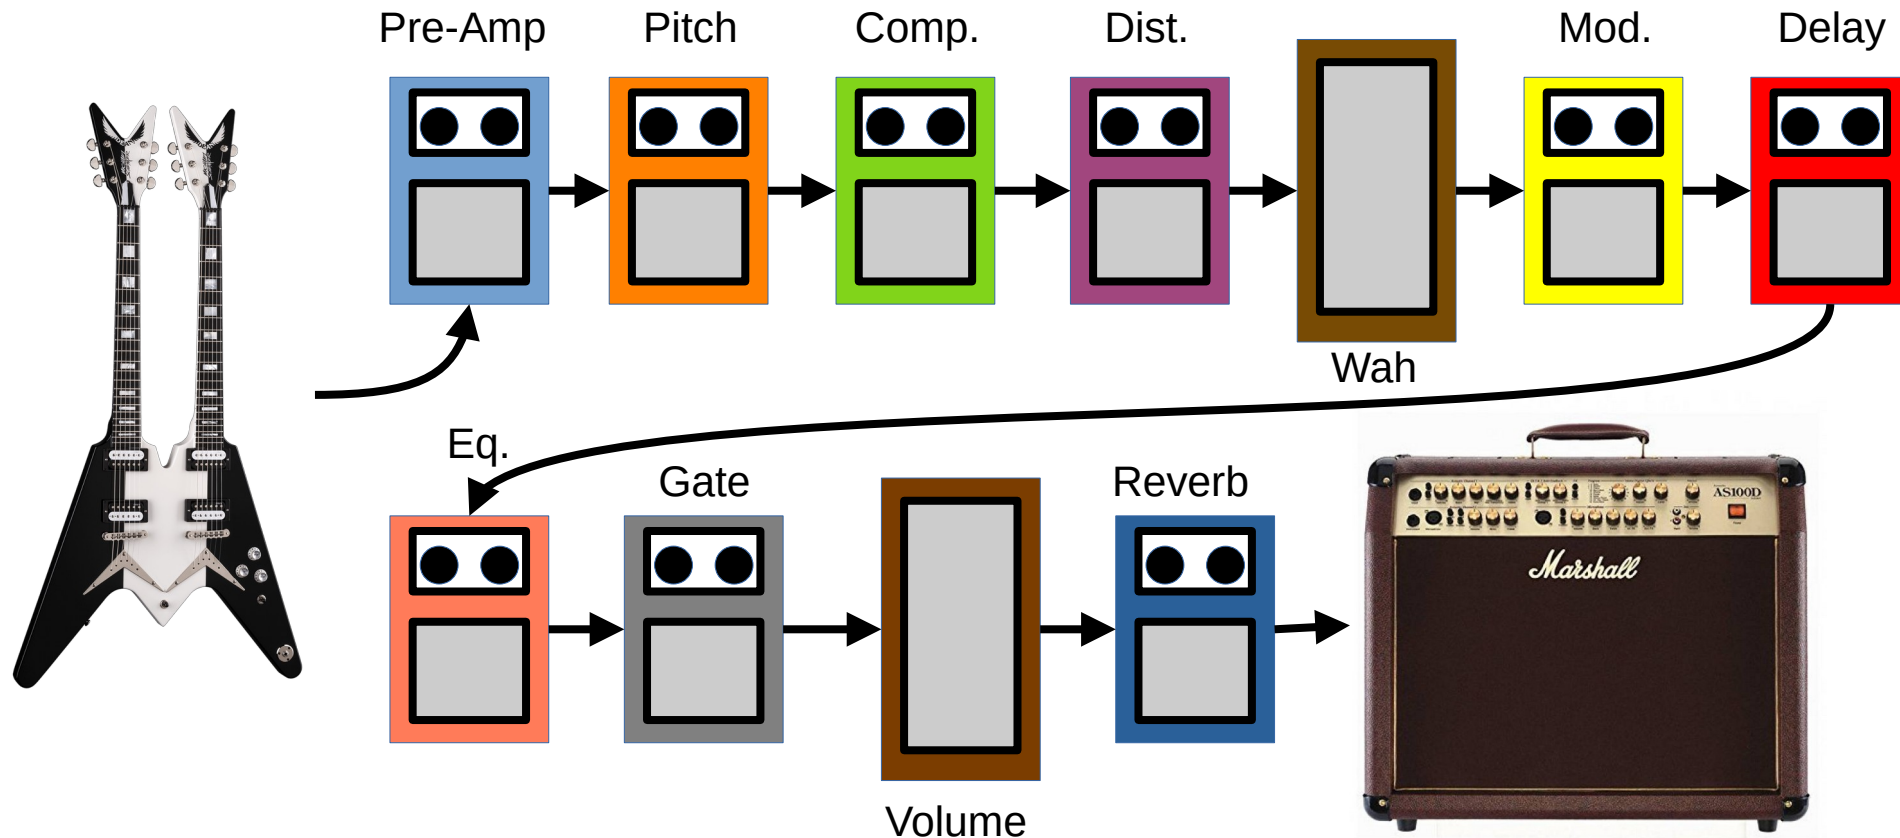 Pre-Amp
Pitch
Comp.
Dist.
Mod.
Delay
Wah
Eq.
Gate
Reverb
Volume
AS100D
Marshall